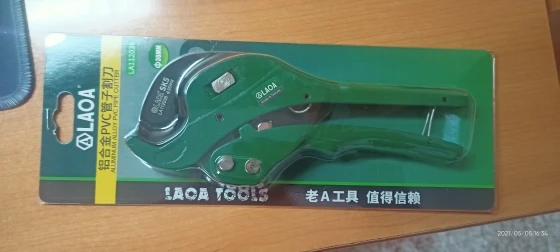 LAOA
铝合金PVC管子割刀
ALUMINUM ALLOY PVC PIPE CUTTER
LAOA
SK5
LAOA
LAOA TOOLS
老A工具 值得信赖
2021/05/05 16:34